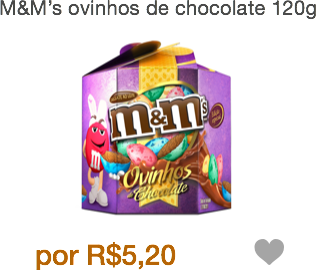 M&M's ovinhos de chocolate 120g
m&m's
Ovinhos
de
Chocolate
m
por R$5,20